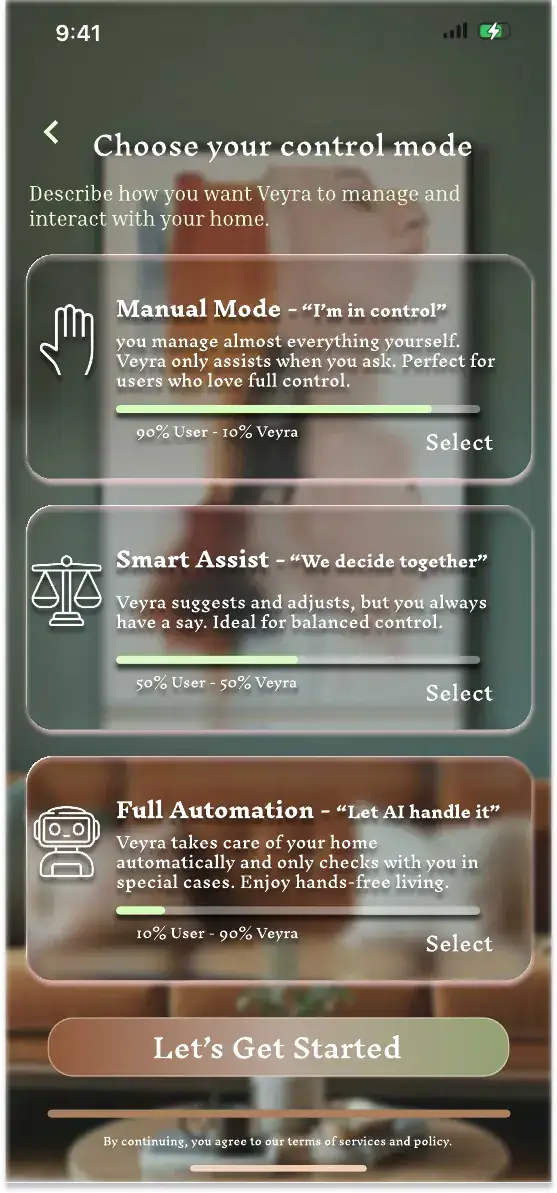 9:41
Choose your control mode
Describe how you want Veyra to manage and
interact with your home.
Manual Mode - “I’m in control”
you manage almost everything yourself.
Veyra only assists when you ask. Perfect for
users who love full control.
90% User - 10% Veyra
Select
Smart Assist - “We decide together”
Veyra suggests and adjusts, but you always
have a say. Ideal for balanced control.
50% User - 50% Veyra
Select
Full Automation - “Let AI handle it”
Veyra takes care of your home
automatically and only checks with you in
special cases. Enjoy hands-free living.
10% User - 90% Veyra
Select
Let’s Get Started
By continuing, you agree to our terms of services and policy.